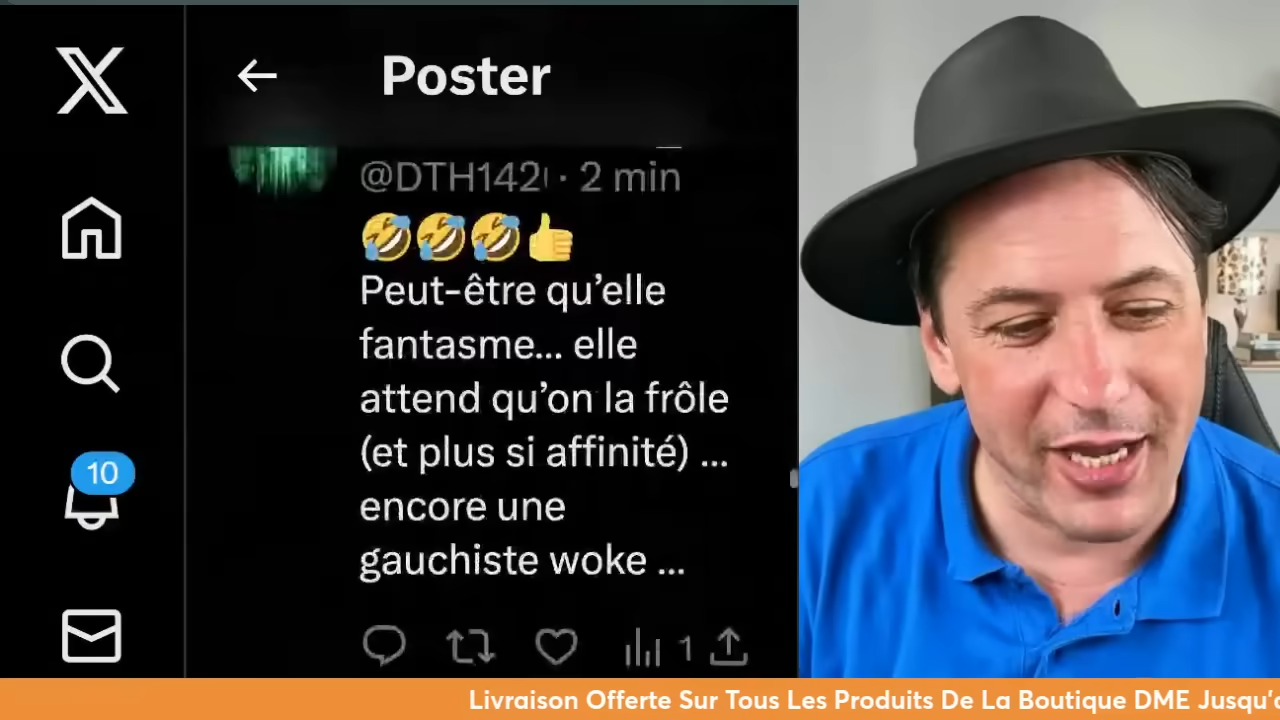 Poster
@DTH142 · 2 min
🤣🤣🤣👍
Peut-être qu’elle
fantasme... elle
attend qu’on la frôle
(et plus si affinité) ...
encore une
gauchiste woke ...
10
1
Livraison Offerte Sur Tous Les Produits De La Boutique DME Jusqu'